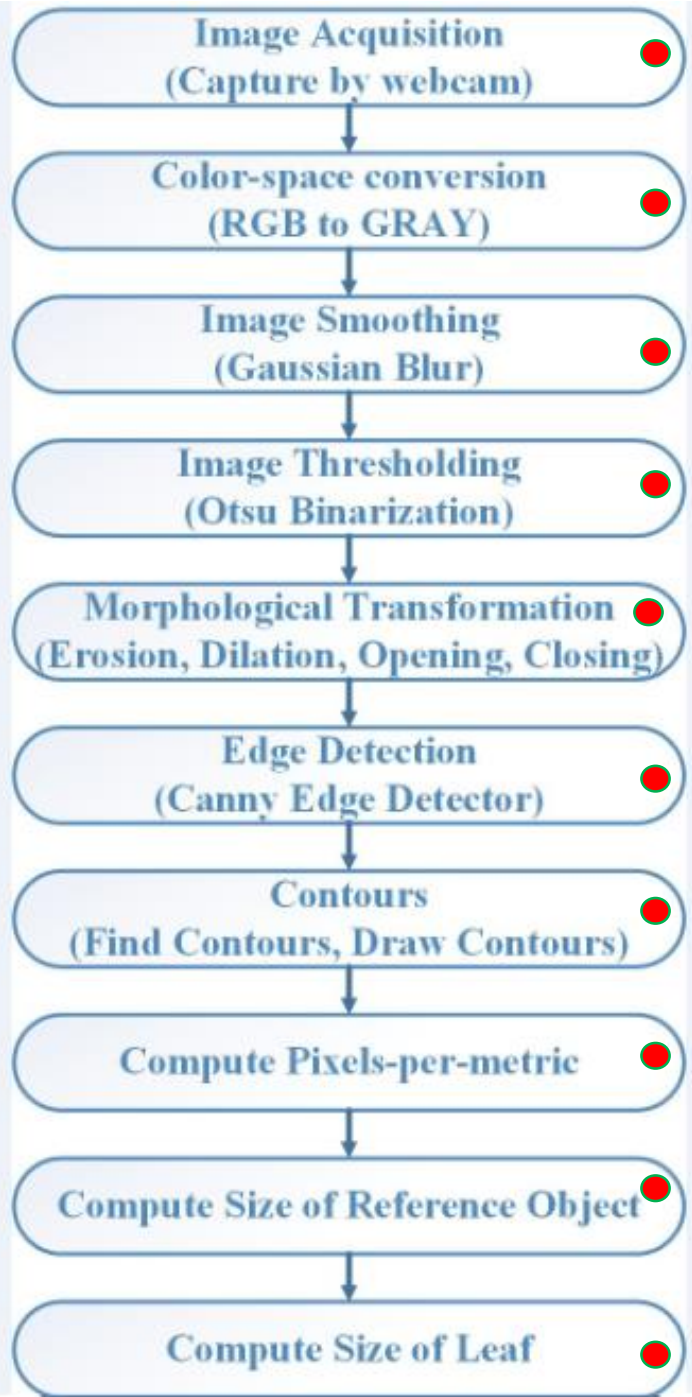 Image Acquisition
(Capture by webcam)
Color-space conversion
(RGB to GRAY)
Image Smoothing
(Gaussian Blur)
Image Thresholding
(Otsu Binarization)
Morphological Transformation
(Erosion, Dilation, Opening, Closing)
Edge Detection
(Canny Edge Detector)
Contours
(Find Contours, Draw Contours)
Compute Pixels-per-metric
Compute Size of Reference Object
Compute Size of Leaf